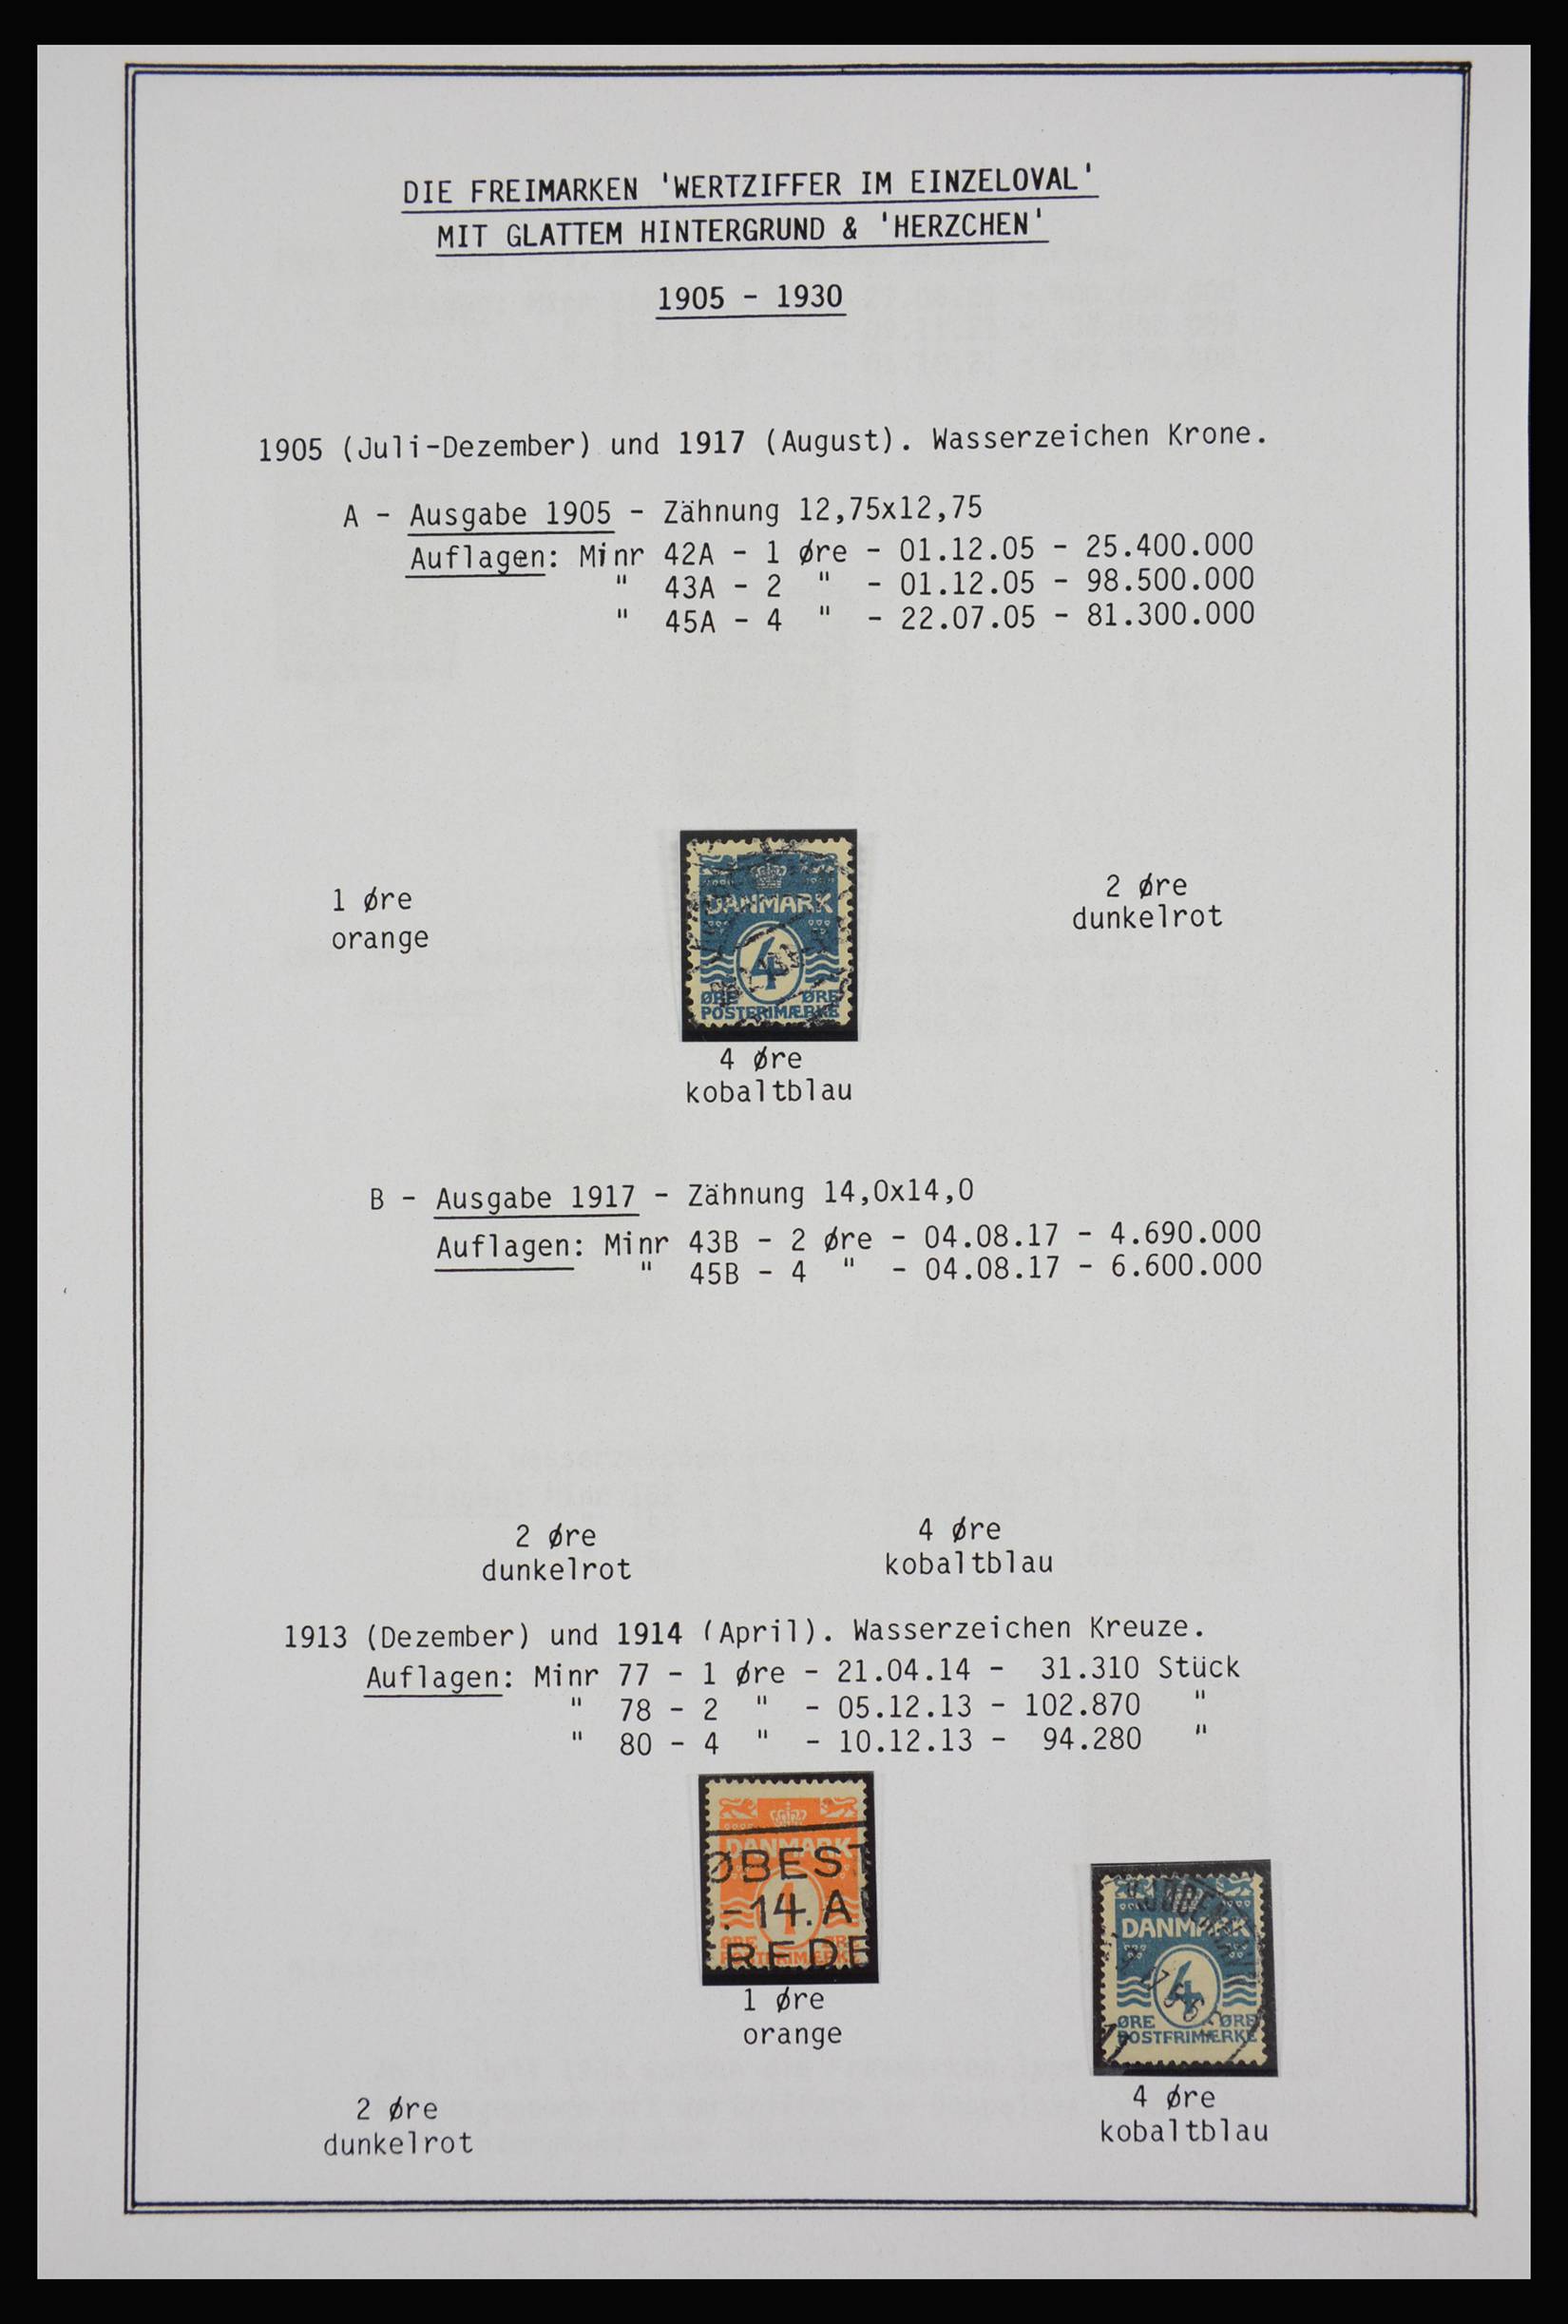 DIE FREIMARKEN 'WERTZIFFER IM EINZELOVAL'
MIT GLATTEM HINTERGRUND & 'HERZCHEN'
1905 - 1930
1905 (Juli-Dezember) und 1917 (August). Wasserzeichen Krone.
A - Ausgabe 1905 - Zähnung 12,75x12,75
Auflagen: Minr 42A - 1 Øre - 01.12.05 - 25.400.000
" 43A - 2 " - 01.12.05 - 98.500.000
" 45A - 4 " - 22.07.05 - 81.300.000
1 Øre
orange
DANMARK
4
ØRE ØRE
POSTFRIMÆRKE
4 Øre
kobaltblau
2 Øre
dunkelrot
B - Ausgabe 1917 - Zähnung 14,0x14,0
Auflagen: Minr 43B - 2 Øre - 04.08.17 - 4.690.000
" 45B - 4 " - 04.08.17 - 6.600.000
2 Øre
dunkelrot
4 Øre
kobaltblau
1913 (Dezember) und 1914 (April). Wasserzeichen Kreuze.
Auflagen: Minr 77 - 1 Øre - 21.04.14 - 31.310 Stück
" 78 - 2 " - 05.12.13 - 102.870 "
" 80 - 4 " - 10.12.13 - 94.280 "
DANMARK
ØBEST
1
-14.A
ØRE ØRE
REDE
POSTFRIMÆRKE
1 Øre
orange
DANMARK
4
ØRE ØRE
POSTFRIMÆRKE
4 Øre
kobaltblau
2 Øre
dunkelrot